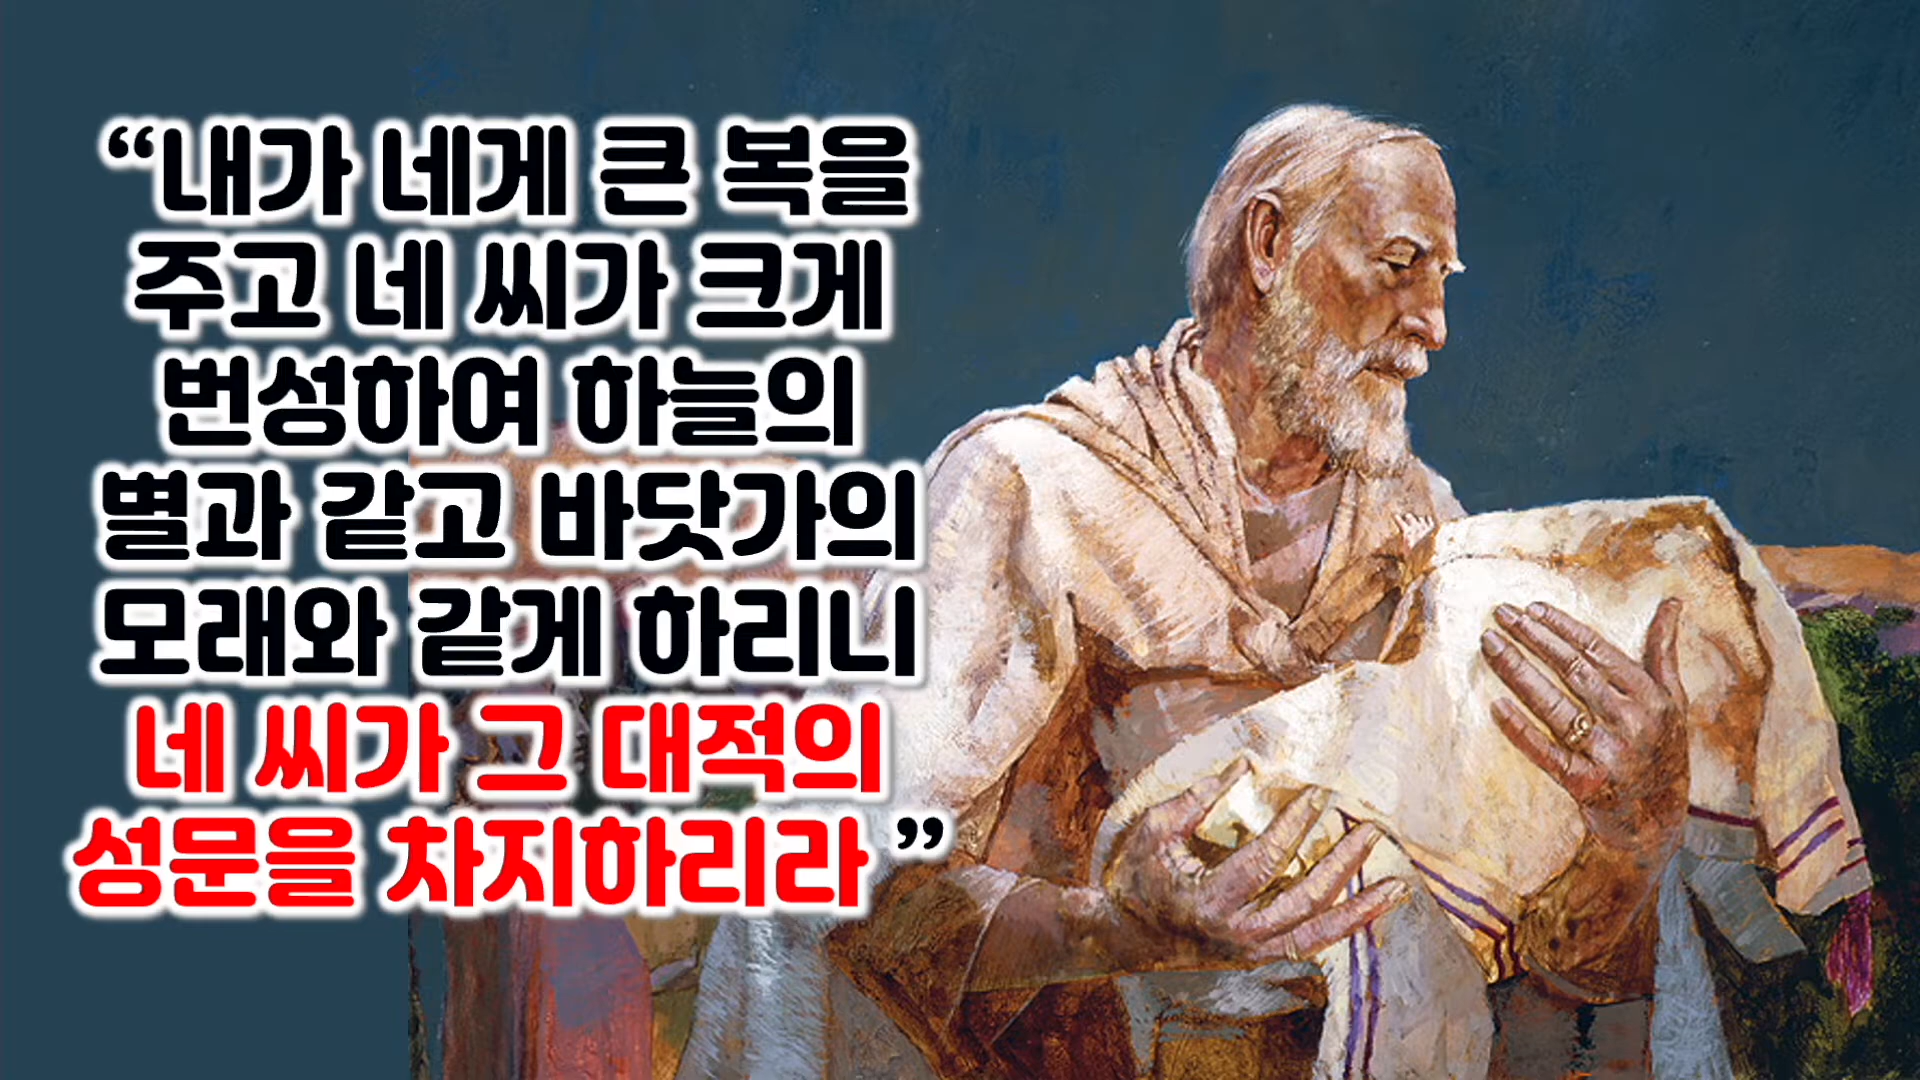 “내가 네게 큰 복을
주고 네 씨가 크게
번성하여 하늘의
별과 같고 바닷가의
모래와 같게 하리니
네 씨가 그 대적의
성문을 차지하리라 ”